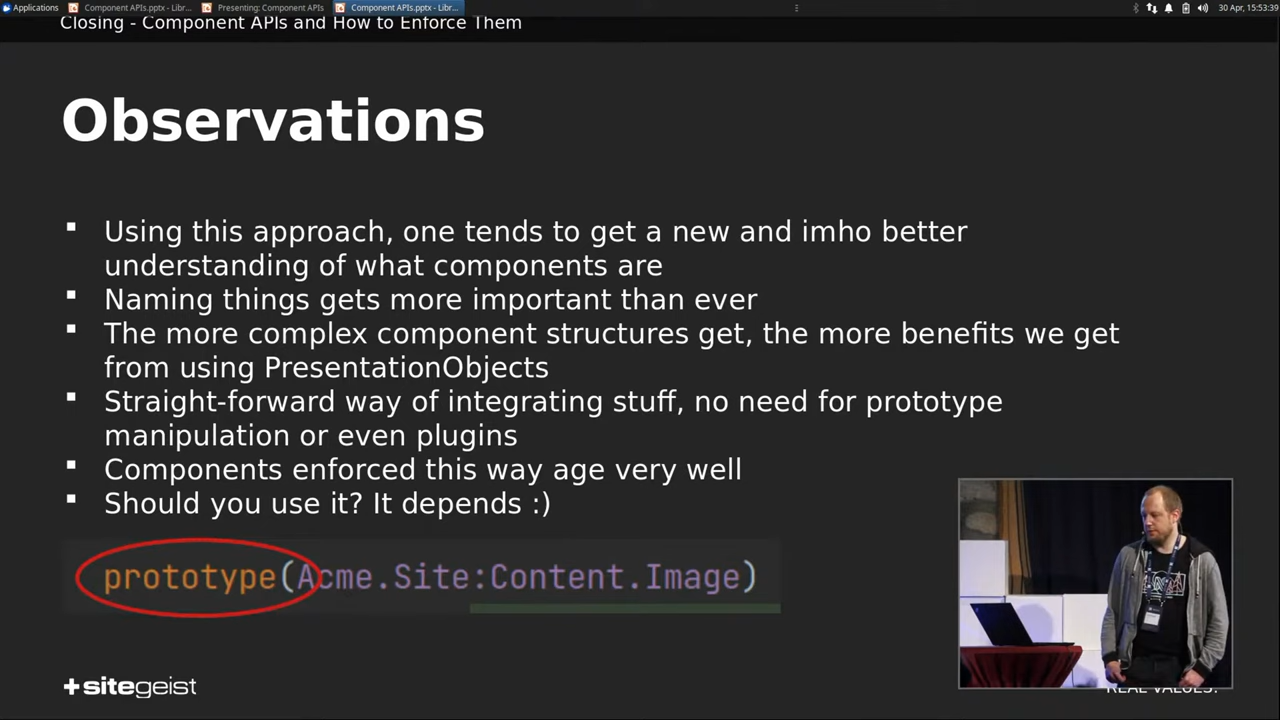 Applications
Component APIs.pptx - Libr...
Presenting: Component APIs
Component APIs.pptx - Libr...
30 Apr, 15:53:39
Closing - Component APIs and How to Enforce Them
Observations
Using this approach, one tends to get a new and imho better
understanding of what components are
Naming things gets more important than ever
The more complex component structures get, the more benefits we get
from using PresentationObjects
Straight-forward way of integrating stuff, no need for prototype
manipulation or even plugins
Components enforced this way age very well
Should you use it? It depends :)
prototype(Acme.Site:Content.Image)
+sitegeist
REAL VALUES.